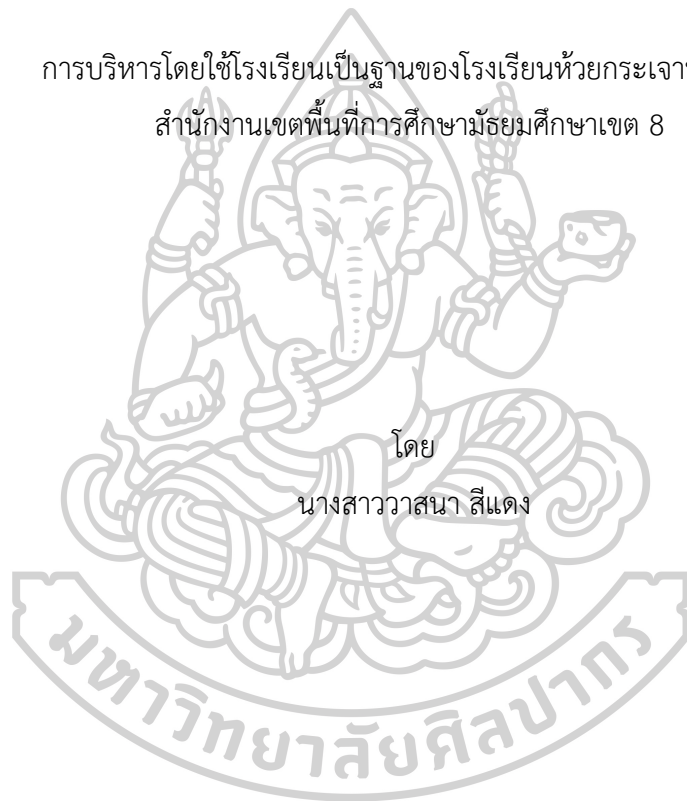 การบริหารโดยใช้โรงเรียนเป็นฐานของโรงเรียนห้วยกระเจา
สำนักงานเขตพื้นที่การศึกษามัธยมศึกษาเขต 8
โดย
นางสาววาสนา สีแดง
มหาวิทยาลัยศิลปากร